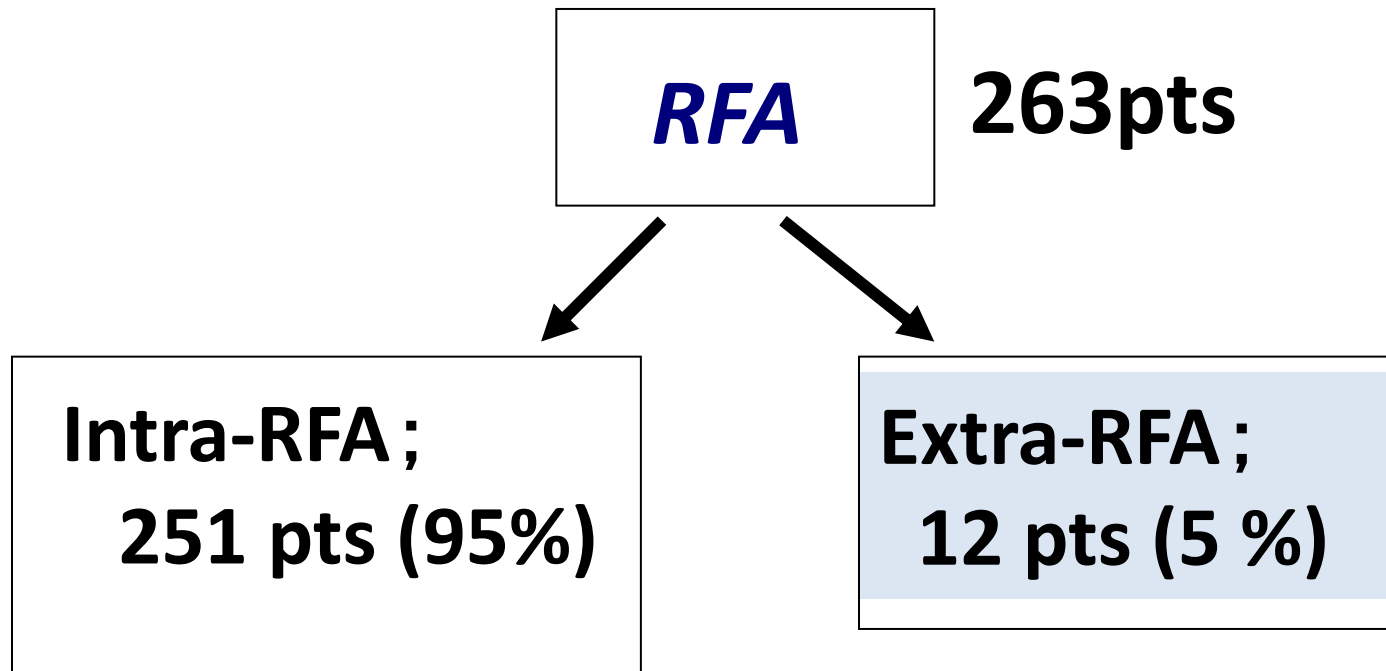 RFA
263pts
Intra-RFA ;
251 pts (95%)
Extra-RFA ;
12 pts (5 %)